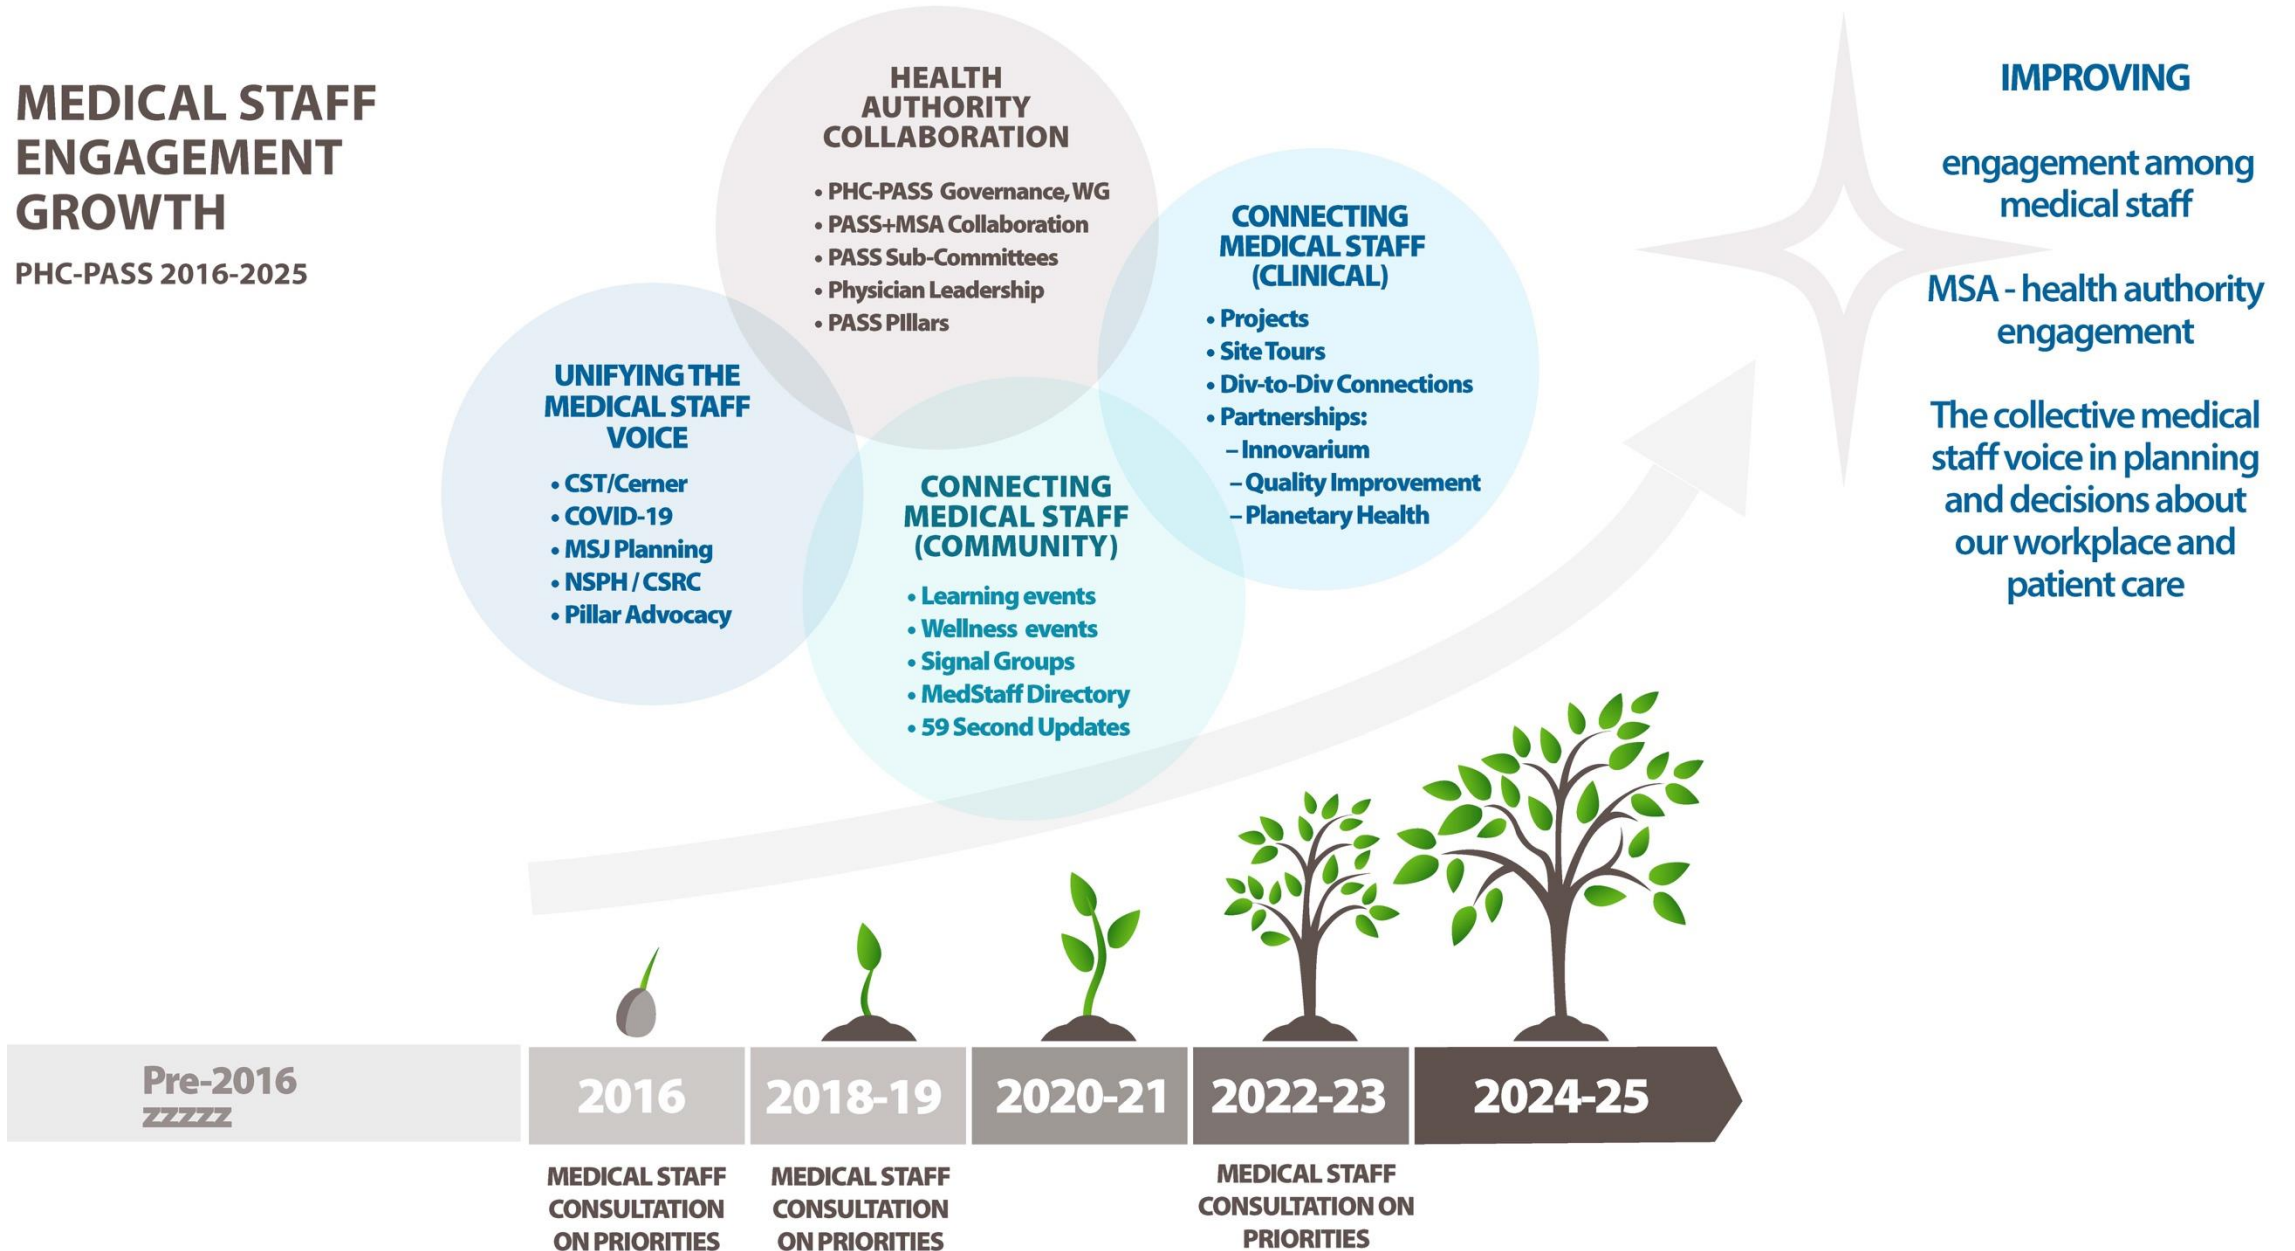 MEDICAL STAFF
ENGAGEMENT
GROWTH
PHC-PASS 2016-2025
HEALTH
AUTHORITY
COLLABORATION
• PHC-PASS Governance, WG
• PASS+MSA Collaboration
• PASS Sub-Committees
• Physician Leadership
• PASS PIllars
UNIFYING THE
MEDICAL STAFF
VOICE
• CST/Cerner
• COVID-19
• MSJ Planning
• NSPH / CSRC
• Pillar Advocacy
CONNECTING
MEDICAL STAFF
(COMMUNITY)
• Learning events
• Wellness events
• Signal Groups
• MedStaff Directory
• 59 Second Updates
CONNECTING
MEDICAL STAFF
(CLINICAL)
• Projects
• Site Tours
• Div-to-Div Connections
• Partnerships:
– Innovarium
– Quality Improvement
– Planetary Health
IMPROVING
engagement among
medical staff
MSA - health authority
engagement
The collective medical
staff voice in planning
and decisions about
our workplace and
patient care
Pre-2016
zzzzz
2016
2018-19
2020-21
2022-23
2024-25
MEDICAL STAFF
CONSULTATION
ON PRIORITIES
MEDICAL STAFF
CONSULTATION
ON PRIORITIES
MEDICAL STAFF
CONSULTATION ON
PRIORITIES